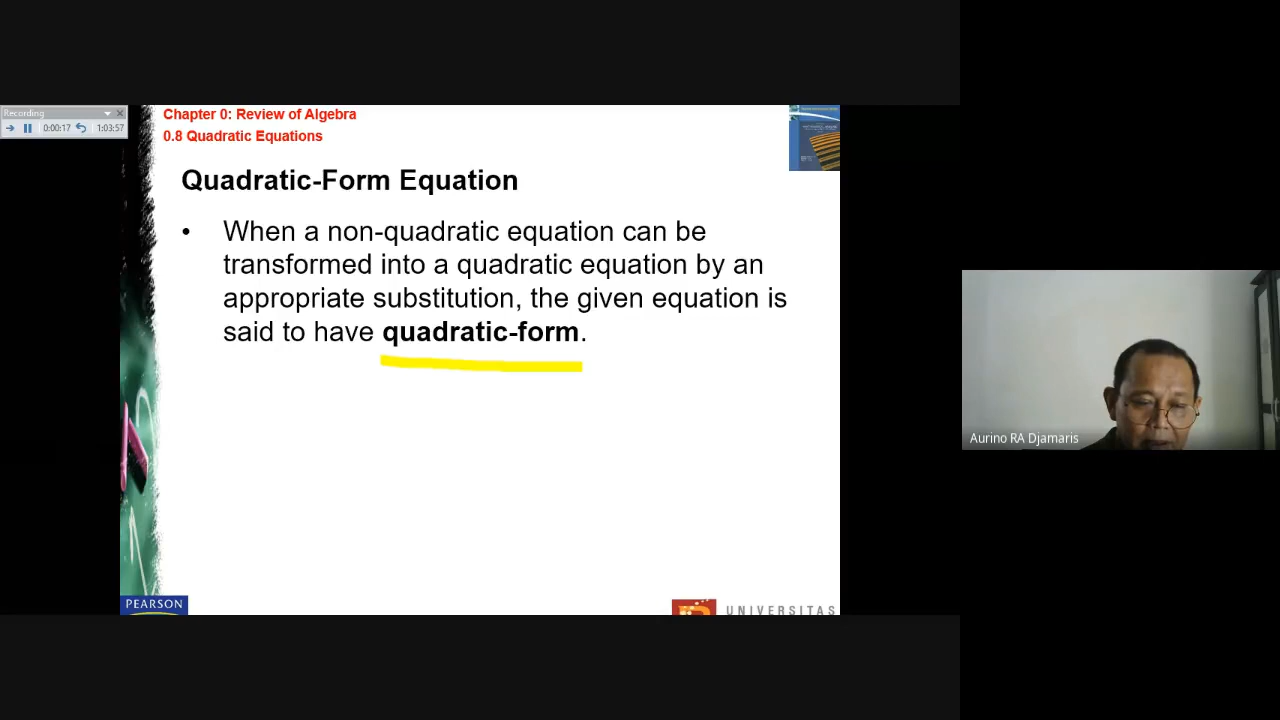 Recording
0:00:17
1:03:57
Chapter 0: Review of Algebra
0.8 Quadratic Equations
Quadratic-Form Equation
• When a non-quadratic equation can be
transformed into a quadratic equation by an
appropriate substitution, the given equation is
said to have quadratic-form.
Aurino RA Djamaris
PEARSON
UNIVERSITAS